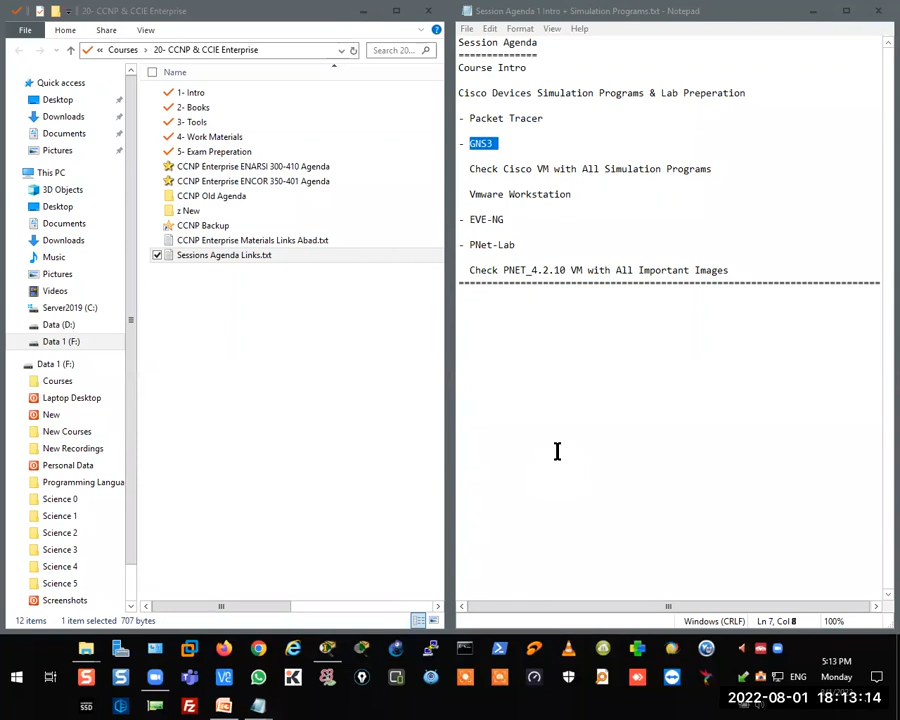 20- CCNP & CCIE Enterprise
File Home Share View
« Courses > 20- CCNP & CCIE Enterprise
Search 20...
Name
Quick access
Desktop
Downloads
Documents
Pictures
This PC
3D Objects
Desktop
Documents
Downloads
Music
Pictures
Videos
Server2019 (C:)
Data (D:)
Data 1 (F:)
Data 1 (F:)
Courses
Laptop Desktop
New
New Courses
New Recordings
Personal Data
Programming Langua
Science 0
Science 1
Science 2
Science 3
Science 4
Science 5
Screenshots
1- Intro
2- Books
3- Tools
4- Work Materials
5- Exam Preparation
CCNP Enterprise ENARSI 300-410 Agenda
CCNP Enterprise ENCOR 350-401 Agenda
CCNP Old Agenda
z New
CCNP Backup
CCNP Enterprise Materials Links Abad.txt
Sessions Agenda Links.txt
12 items 1 item selected 707 bytes
Session Agenda 1 Intro + Simulation Programs.txt - Notepad
File Edit Format View Help
Session Agenda
==============
Course Intro
Cisco Devices Simulation Programs & Lab Preperation
- Packet Tracer
- GNS3
Check Cisco VM with All Simulation Programs
Vmware Workstation
- EVE-NG
- PNet-Lab
Check PNET_4.2.10 VM with All Important Images
Windows (CRLF) Ln 7, Col 8 100%
5:13 PM
ENG Monday
SSD
2022-08-01 18:13:14